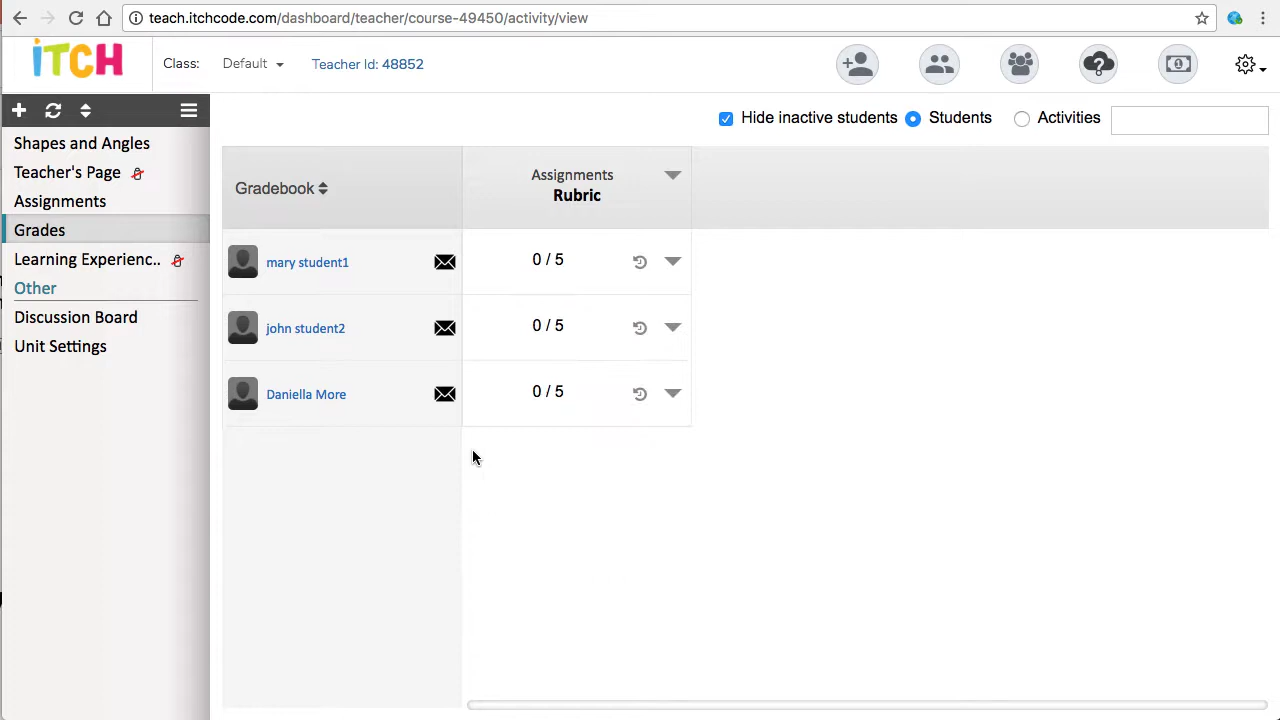 teach.itchcode.com/dashboard/teacher/course-49450/activity/view
iTCH
Class: Default Teacher Id: 48852
Hide inactive students Students Activities
Shapes and Angles
Teacher's Page
Assignments
Grades
Learning Experienc..
Other
Discussion Board
Unit Settings
Gradebook
Assignments
Rubric
mary student1 0 / 5
john student2 0 / 5
Daniella More 0 / 5